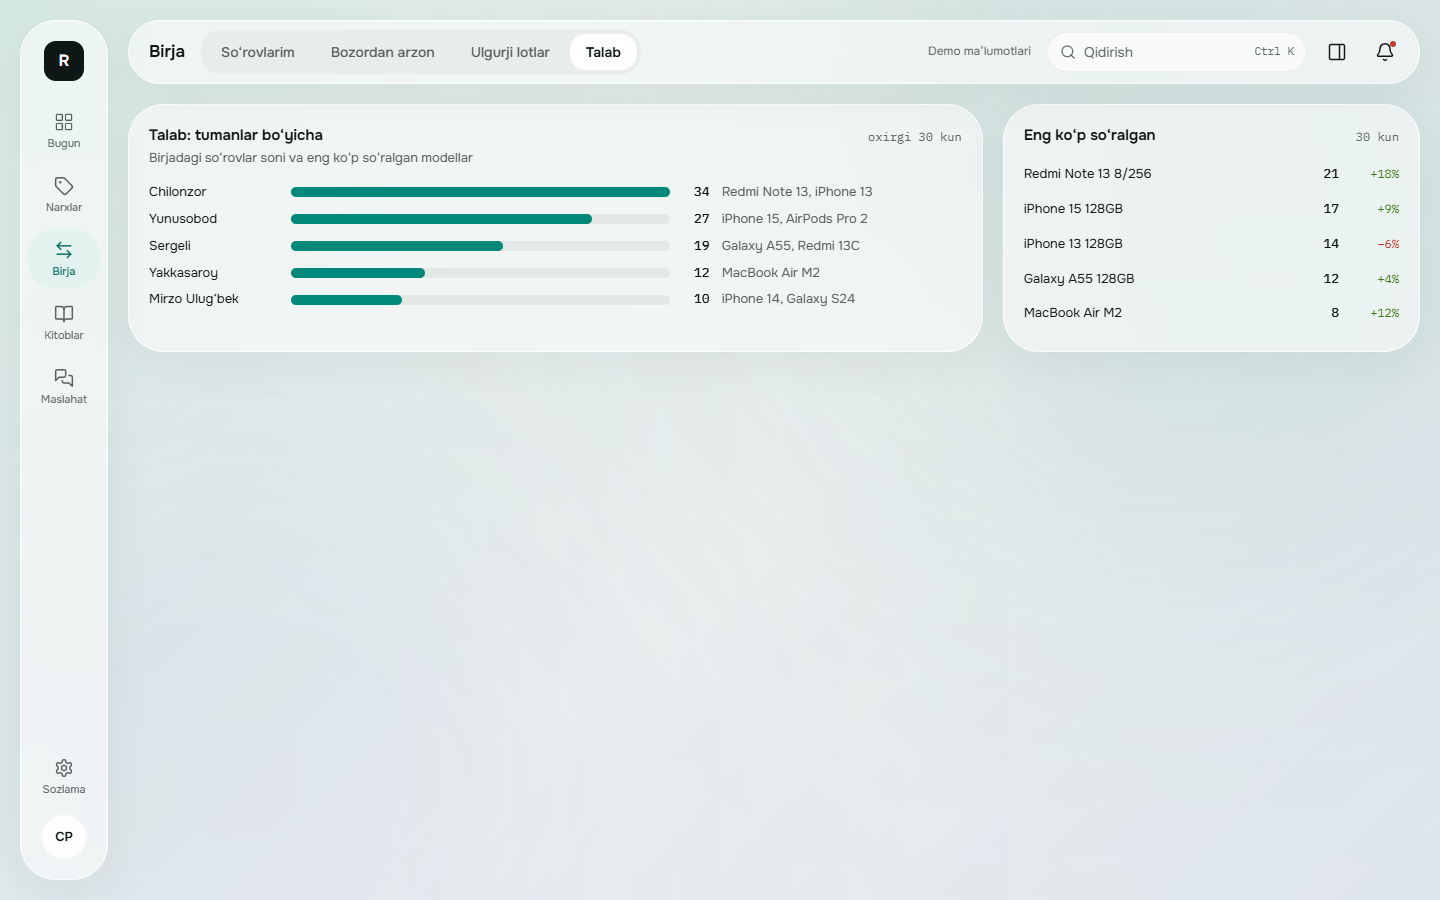 R
Bugun
Narxlar
Birja
Kitoblar
Maslahat
Sozlama
CP
Birja
So‘rovlarim
Bozordan arzon
Ulgurji lotlar
Talab
Demo ma’lumotlari
Qidirish
Ctrl K
Talab: tumanlar bo‘yicha
oxirgi 30 kun
Birjadagi so‘rovlar soni va eng ko‘p so‘ralgan modellar
Chilonzor 34 Redmi Note 13, iPhone 13
Yunusobod 27 iPhone 15, AirPods Pro 2
Sergeli 19 Galaxy A55, Redmi 13C
Yakkasaroy 12 MacBook Air M2
Mirzo Ulug‘bek 10 iPhone 14, Galaxy S24
Eng ko‘p so‘ralgan
30 kun
Redmi Note 13 8/256 21 +18%
iPhone 15 128GB 17 +9%
iPhone 13 128GB 14 −6%
Galaxy A55 128GB 12 +4%
MacBook Air M2 8 +12%